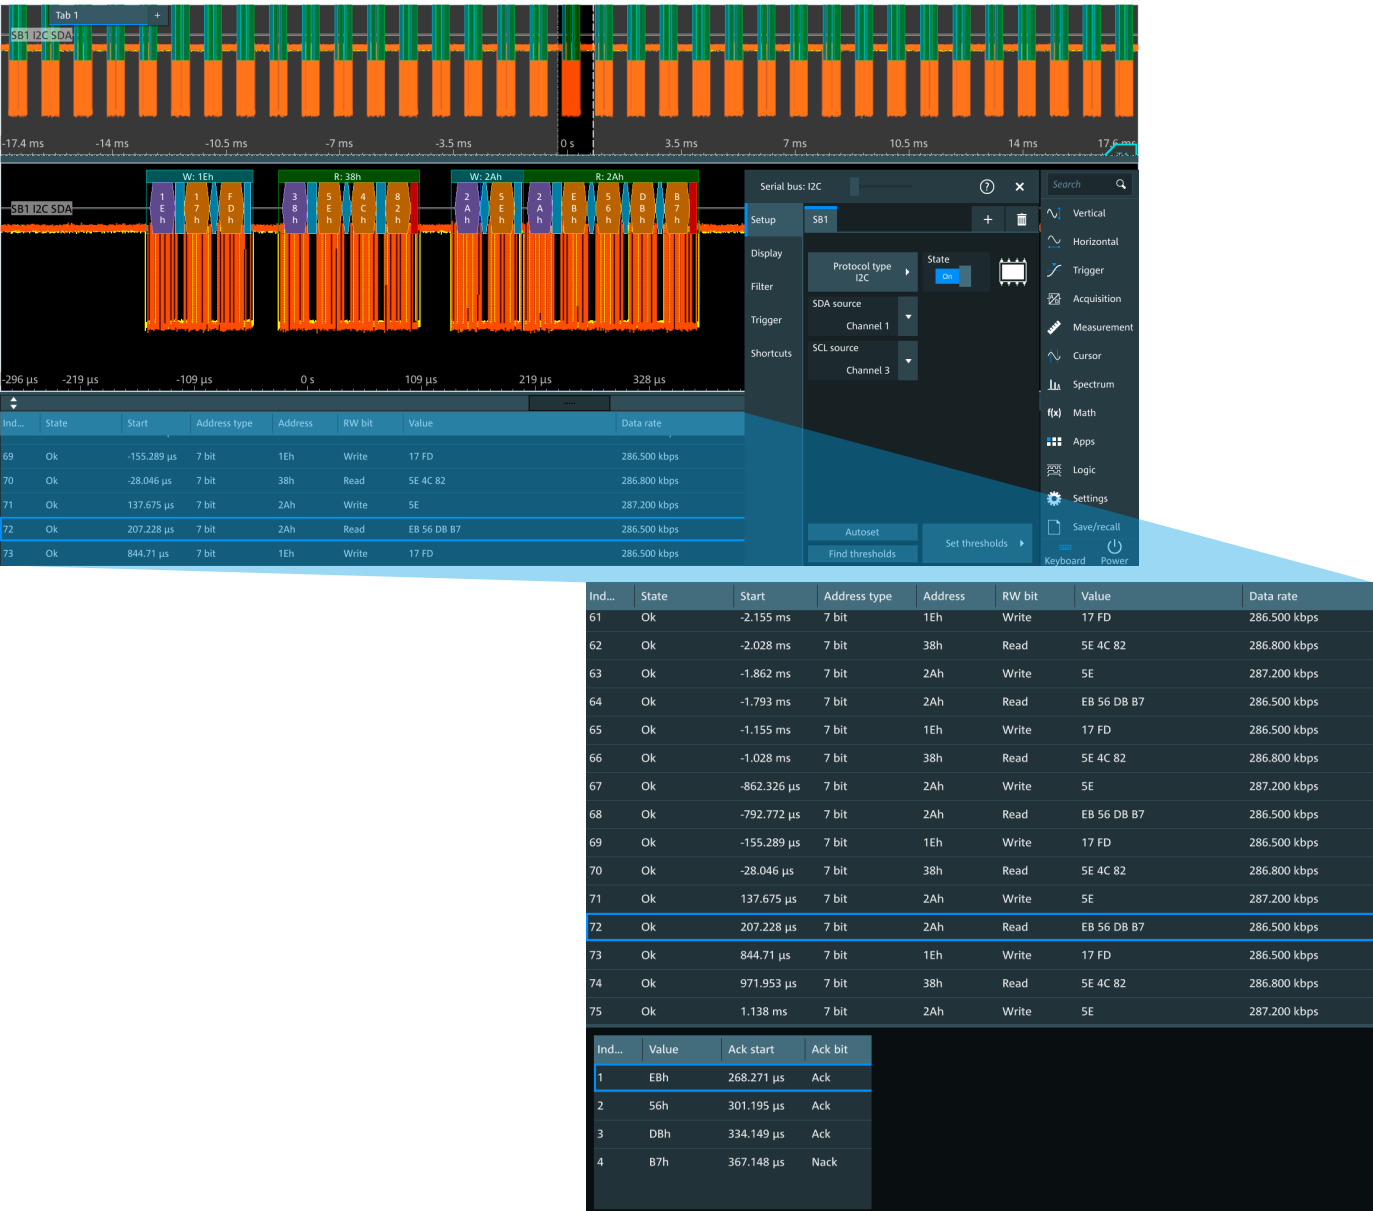 Tab 1 +
SB1 I2C SDA
-17.4 ms -14 ms -10.5 ms -7 ms -3.5 ms 0 s 3.5 ms 7 ms 10.5 ms 14 ms 17.6 ms
W: 1Eh R: 38h W: 2Ah R: 2Ah
1Eh 17h FDh 38h 5Eh 4Ch 82h 2Ah 5Eh 2Ah EBh 56h DBh B7h
SB1 I2C SDA
-296 µs -219 µs -109 µs 0 s 109 µs 219 µs 328 µs
Serial bus: I2C ? ×
Setup
Display
Filter
Trigger
Shortcuts
SB1 +
Protocol type
I2C
State
On
SDA source
Channel 1
SCL source
Channel 3
Autoset
Find thresholds
Set thresholds
Search
Vertical
Horizontal
Trigger
Acquisition
Measurement
Cursor
Spectrum
f(x) Math
Apps
Logic
Settings
Save/recall
Keyboard Power
Ind... State Start Address type Address RW bit Value Data rate
69 Ok -155.289 µs 7 bit 1Eh Write 17 FD 286.500 kbps
70 Ok -28.046 µs 7 bit 38h Read 5E 4C 82 286.800 kbps
71 Ok 137.675 µs 7 bit 2Ah Write 5E 287.200 kbps
72 Ok 207.228 µs 7 bit 2Ah Read EB 56 DB B7 286.500 kbps
73 Ok 844.71 µs 7 bit 1Eh Write 17 FD 286.500 kbps
Ind... State Start Address type Address RW bit Value Data rate
61 Ok -2.155 ms 7 bit 1Eh Write 17 FD 286.500 kbps
62 Ok -2.028 ms 7 bit 38h Read 5E 4C 82 286.800 kbps
63 Ok -1.862 ms 7 bit 2Ah Write 5E 287.200 kbps
64 Ok -1.793 ms 7 bit 2Ah Read EB 56 DB B7 286.500 kbps
65 Ok -1.155 ms 7 bit 1Eh Write 17 FD 286.500 kbps
66 Ok -1.028 ms 7 bit 38h Read 5E 4C 82 286.800 kbps
67 Ok -862.326 µs 7 bit 2Ah Write 5E 287.200 kbps
68 Ok -792.772 µs 7 bit 2Ah Read EB 56 DB B7 286.500 kbps
69 Ok -155.289 µs 7 bit 1Eh Write 17 FD 286.500 kbps
70 Ok -28.046 µs 7 bit 38h Read 5E 4C 82 286.800 kbps
71 Ok 137.675 µs 7 bit 2Ah Write 5E 287.200 kbps
72 Ok 207.228 µs 7 bit 2Ah Read EB 56 DB B7 286.500 kbps
73 Ok 844.71 µs 7 bit 1Eh Write 17 FD 286.500 kbps
74 Ok 971.953 µs 7 bit 38h Read 5E 4C 82 286.800 kbps
75 Ok 1.138 ms 7 bit 2Ah Write 5E 287.200 kbps
Ind... Value Ack start Ack bit
1 EBh 268.271 µs Ack
2 56h 301.195 µs Ack
3 DBh 334.149 µs Ack
4 B7h 367.148 µs Nack